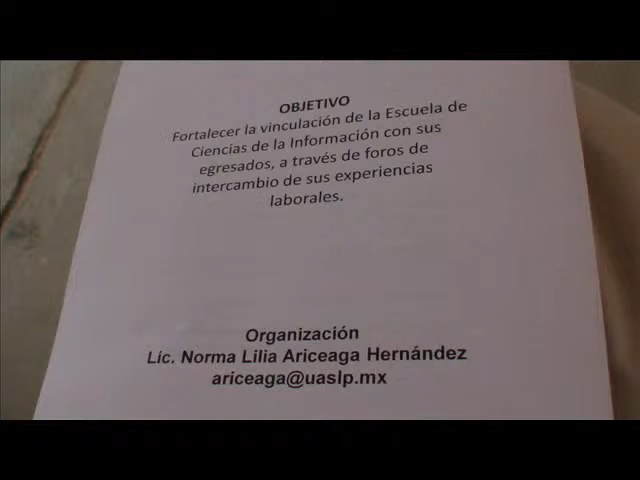 OBJETIVO
Fortalecer la vinculación de la Escuela de
Ciencias de la Información con sus
egresados, a través de foros de
intercambio de sus experiencias
laborales.
Organización
Lic. Norma Lilia Ariceaga Hernández
ariceaga@uaslp.mx